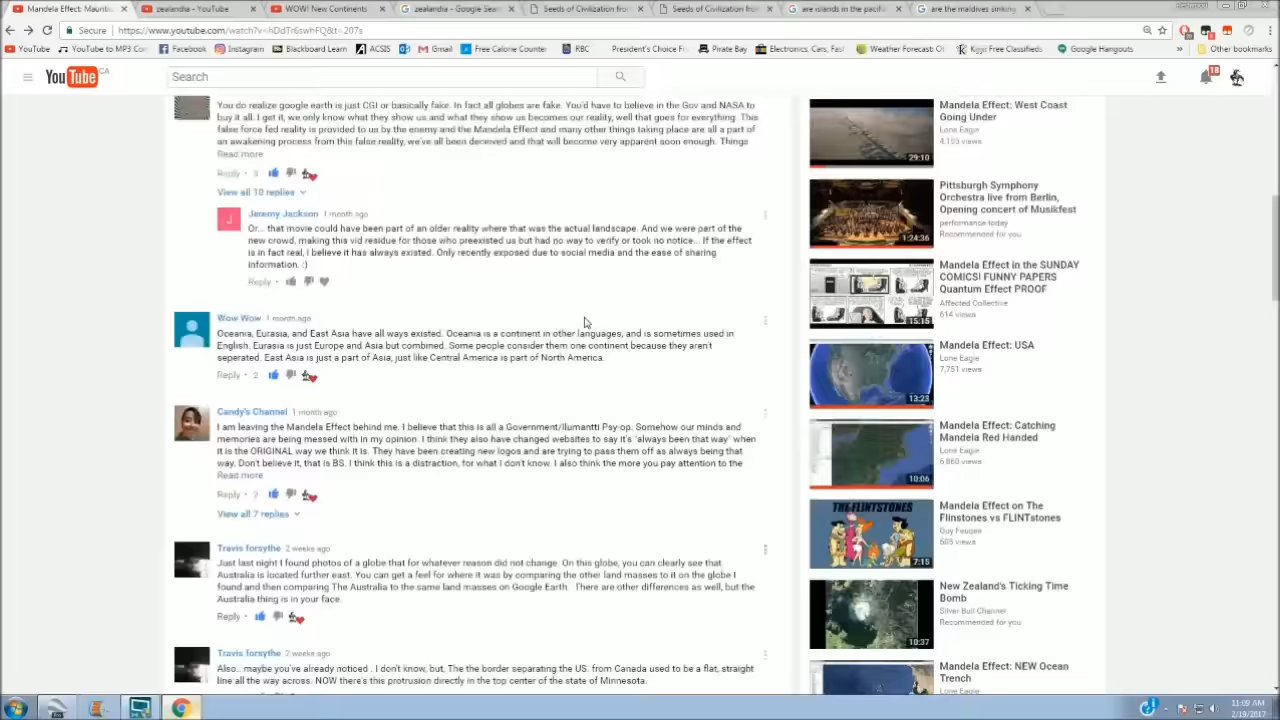 Mandela Effect: Mauritiu
zealandia - YouTube
WOW! New Continents
zealandia - Google Sear
Seeds of Civilization from
Seeds of Civilization from
are islands in the pacific
are the maldives sinking
Secure | https://www.youtube.com/watch?v=hDdTr6swhFQ&t=207s
YouTube
YouTube to MP3 Con
Facebook
Instagram
Blackboard Learn
ACSIS
Gmail
Free Calorie Counter
RBC
President's Choice Fi
Pirate Bay
Electronics, Cars, Fash
Weather Forecast O
Kijiji Free Classifieds
Google Hangouts
»
Other bookmarks
YouTube CA
Search
18
You do realize google earth is just CGI or basically fake. In fact all globes are fake. You'd have to believe in the Gov and NASA to
buy it all. I get it, we only know what they show us and what they show us becomes our reality, well that goes for everything. This
false force fed reality is provided to us by the enemy and the Mandela Effect and many other things taking place are all a part of
an awakening process from this false reality, we've all been deceived and that will become very apparent soon enough. Things
Read more
Reply • 3
View all 10 replies
J
Jeremy Jackson 1 month ago
Or... that movie could have been part of an older reality where that was the actual landscape. And we were part of the
new crowd, making this vid residue for those who preexisted us but had no way to verify or took no notice... If the effect
is in fact real, I believe it has always existed. Only recently exposed due to social media and the ease of sharing
information. :)
Reply •
Wow Wow 1 month ago
Oceania, Eurasia, and East Asia have all ways existed. Oceania is a continent in other languages, and is sometimes used in
English. Eurasia is just Europe and Asia but combined. Some people consider them one continent because they aren't
seperated. East Asia is just a part of Asia, just like Central America is part of North America.
Reply • 2
Candy's Channel 1 month ago
I am leaving the Mandela Effect behind me. I believe that this is all a Government/Ilumantti Psy-op. Somehow our minds and
memories are being messed with in my opinion. I think they also have changed websites to say it's 'always been that way' when
it is the ORIGINAL way we think it is. They have been creating new logos and are trying to pass them off as always being that
way. Don't believe it, that is BS. I think this is a distraction, for what I don't know. I also think the more you pay attention to the
Read more
Reply • 2
View all 7 replies
Travis forsythe 2 weeks ago
Just last night I found photos of a globe that for whatever reason did not change. On this globe, you can clearly see that
Australia is located further east. You can get a feel for where it was by comparing the other land masses to it on the globe I
found and then comparing The Australia to the same land masses on Google Earth. There are other differences as well, but the
Australia thing is in your face.
Reply •
Travis forsythe 2 weeks ago
Also.. maybe you've already noticed . I don't know, but. The the border separating the US. from Canada used to be a flat, straight
line all the way across. NOW there's this protrusion directly in the top center of the state of Minnesota.
Mandela Effect: West Coast
Going Under
Lone Eagle
4,153 views
29:10
Pittsburgh Symphony
Orchestra live from Berlin,
Opening concert of Musikfest
performance today
Recommended for you
1:24:36
Mandela Effect in the SUNDAY
COMICS! FUNNY PAPERS
Quantum Effect PROOF
Affected Collective
614 views
15:15
Mandela Effect: USA
Lone Eagle
7,751 views
13:23
Mandela Effect: Catching
Mandela Red Handed
Lone Eagle
6,860 views
10:06
THE FLINTSTONES
Mandela Effect on The
Flinstones vs FLINTstones
Guy Fauqes
605 views
7:15
New Zealand's Ticking Time
Bomb
Silver Bull Channel
Recommended for you
10:37
Mandela Effect: NEW Ocean
Trench
Lone Eagle
11:09 AM
2/19/2017